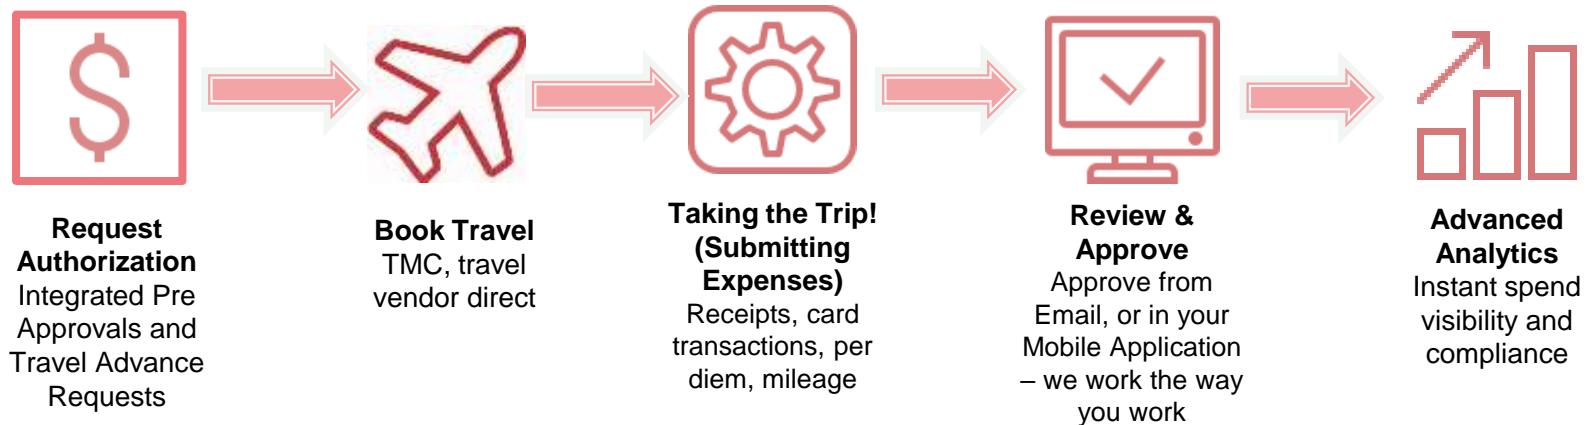 Request
Authorization
Integrated Pre
Approvals and
Travel Advance
Requests
Book Travel
TMC, travel
vendor direct
Taking the Trip!
(Submitting
Expenses)
Receipts, card
transactions, per
diem, mileage
Review &
Approve
Approve from
Email, or in your
Mobile Application
– we work the way
you work
Advanced
Analytics
Instant spend
visibility and
compliance